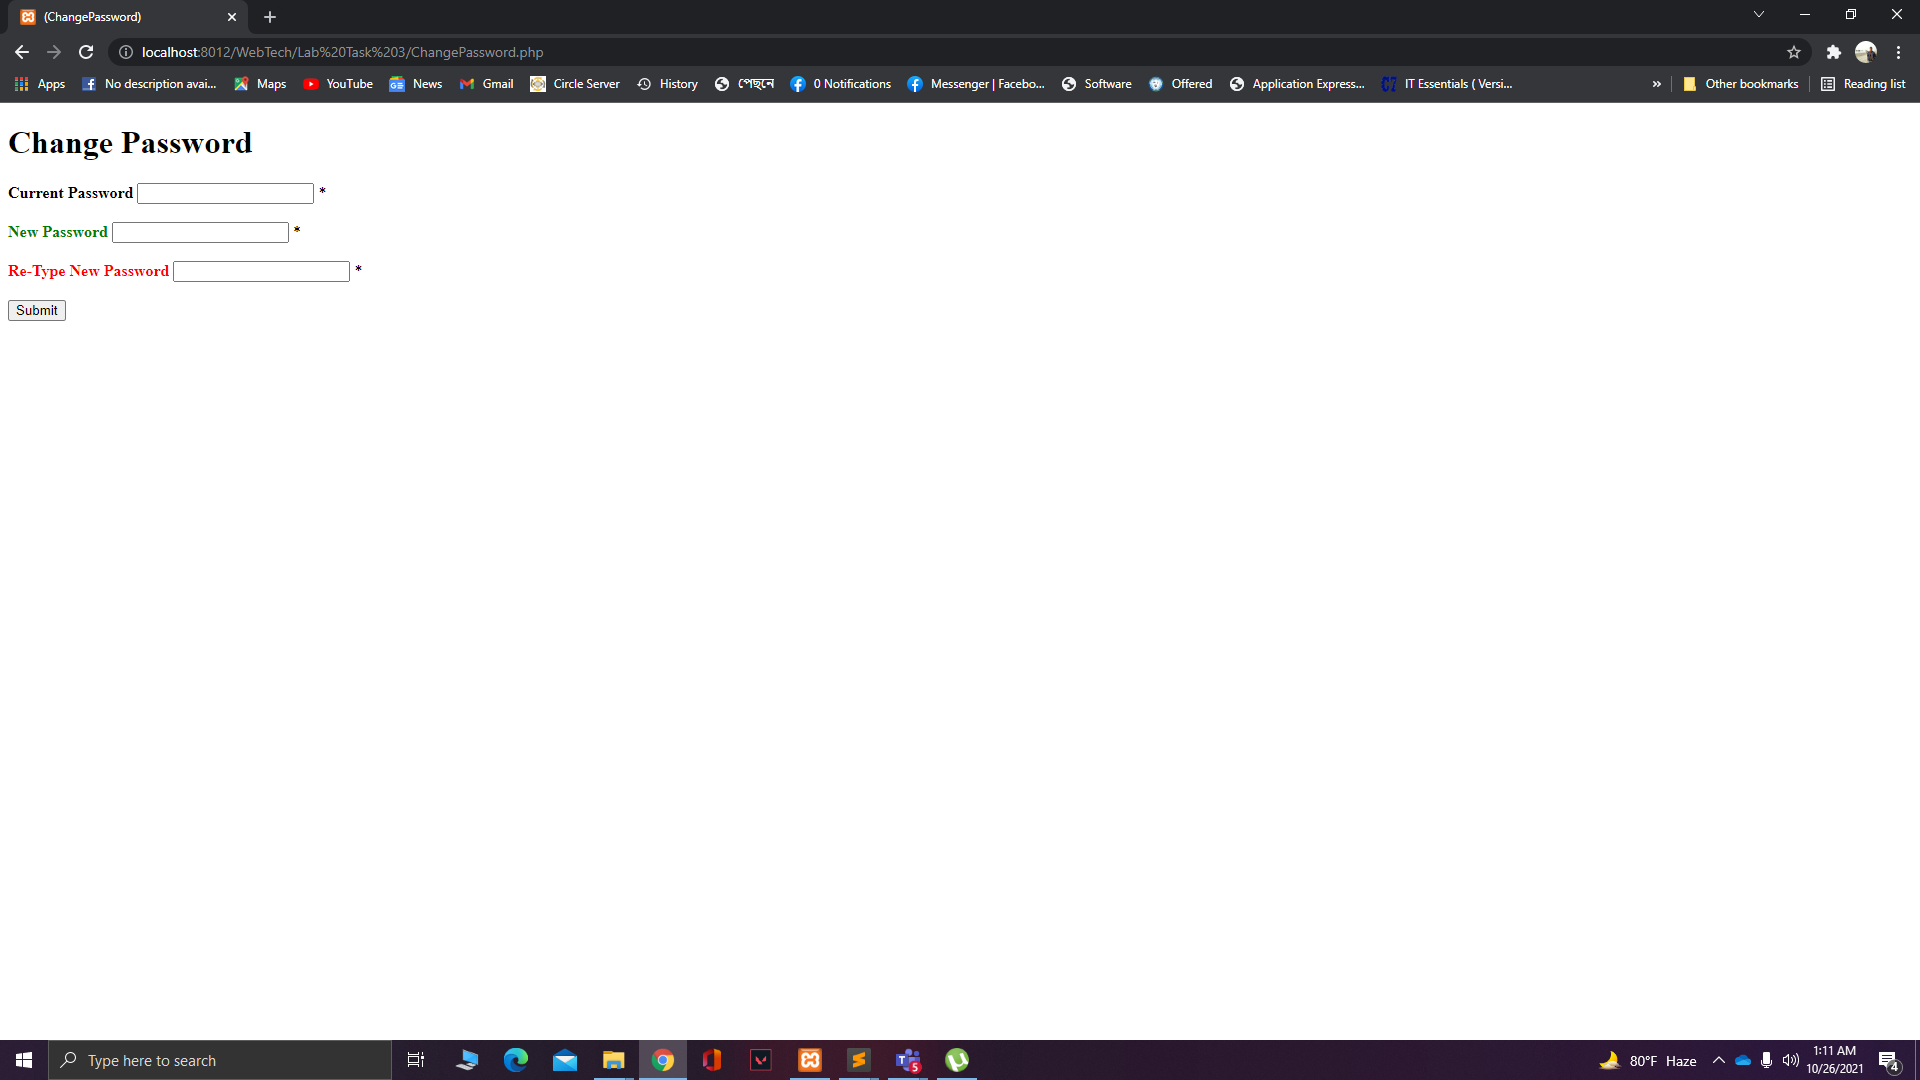 (ChangePassword)
localhost:8012/WebTech/Lab%20Task%203/ChangePassword.php
Apps No description avai... Maps YouTube News Gmail Circle Server History পেছনে 0 Notifications Messenger | Facebo... Software Offered Application Express... IT Essentials ( Versi... » Other bookmarks Reading list
Change Password
Current Password *
New Password *
Re-Type New Password *
Submit
Type here to search
5
80°F Haze
1:11 AM
10/26/2021
4